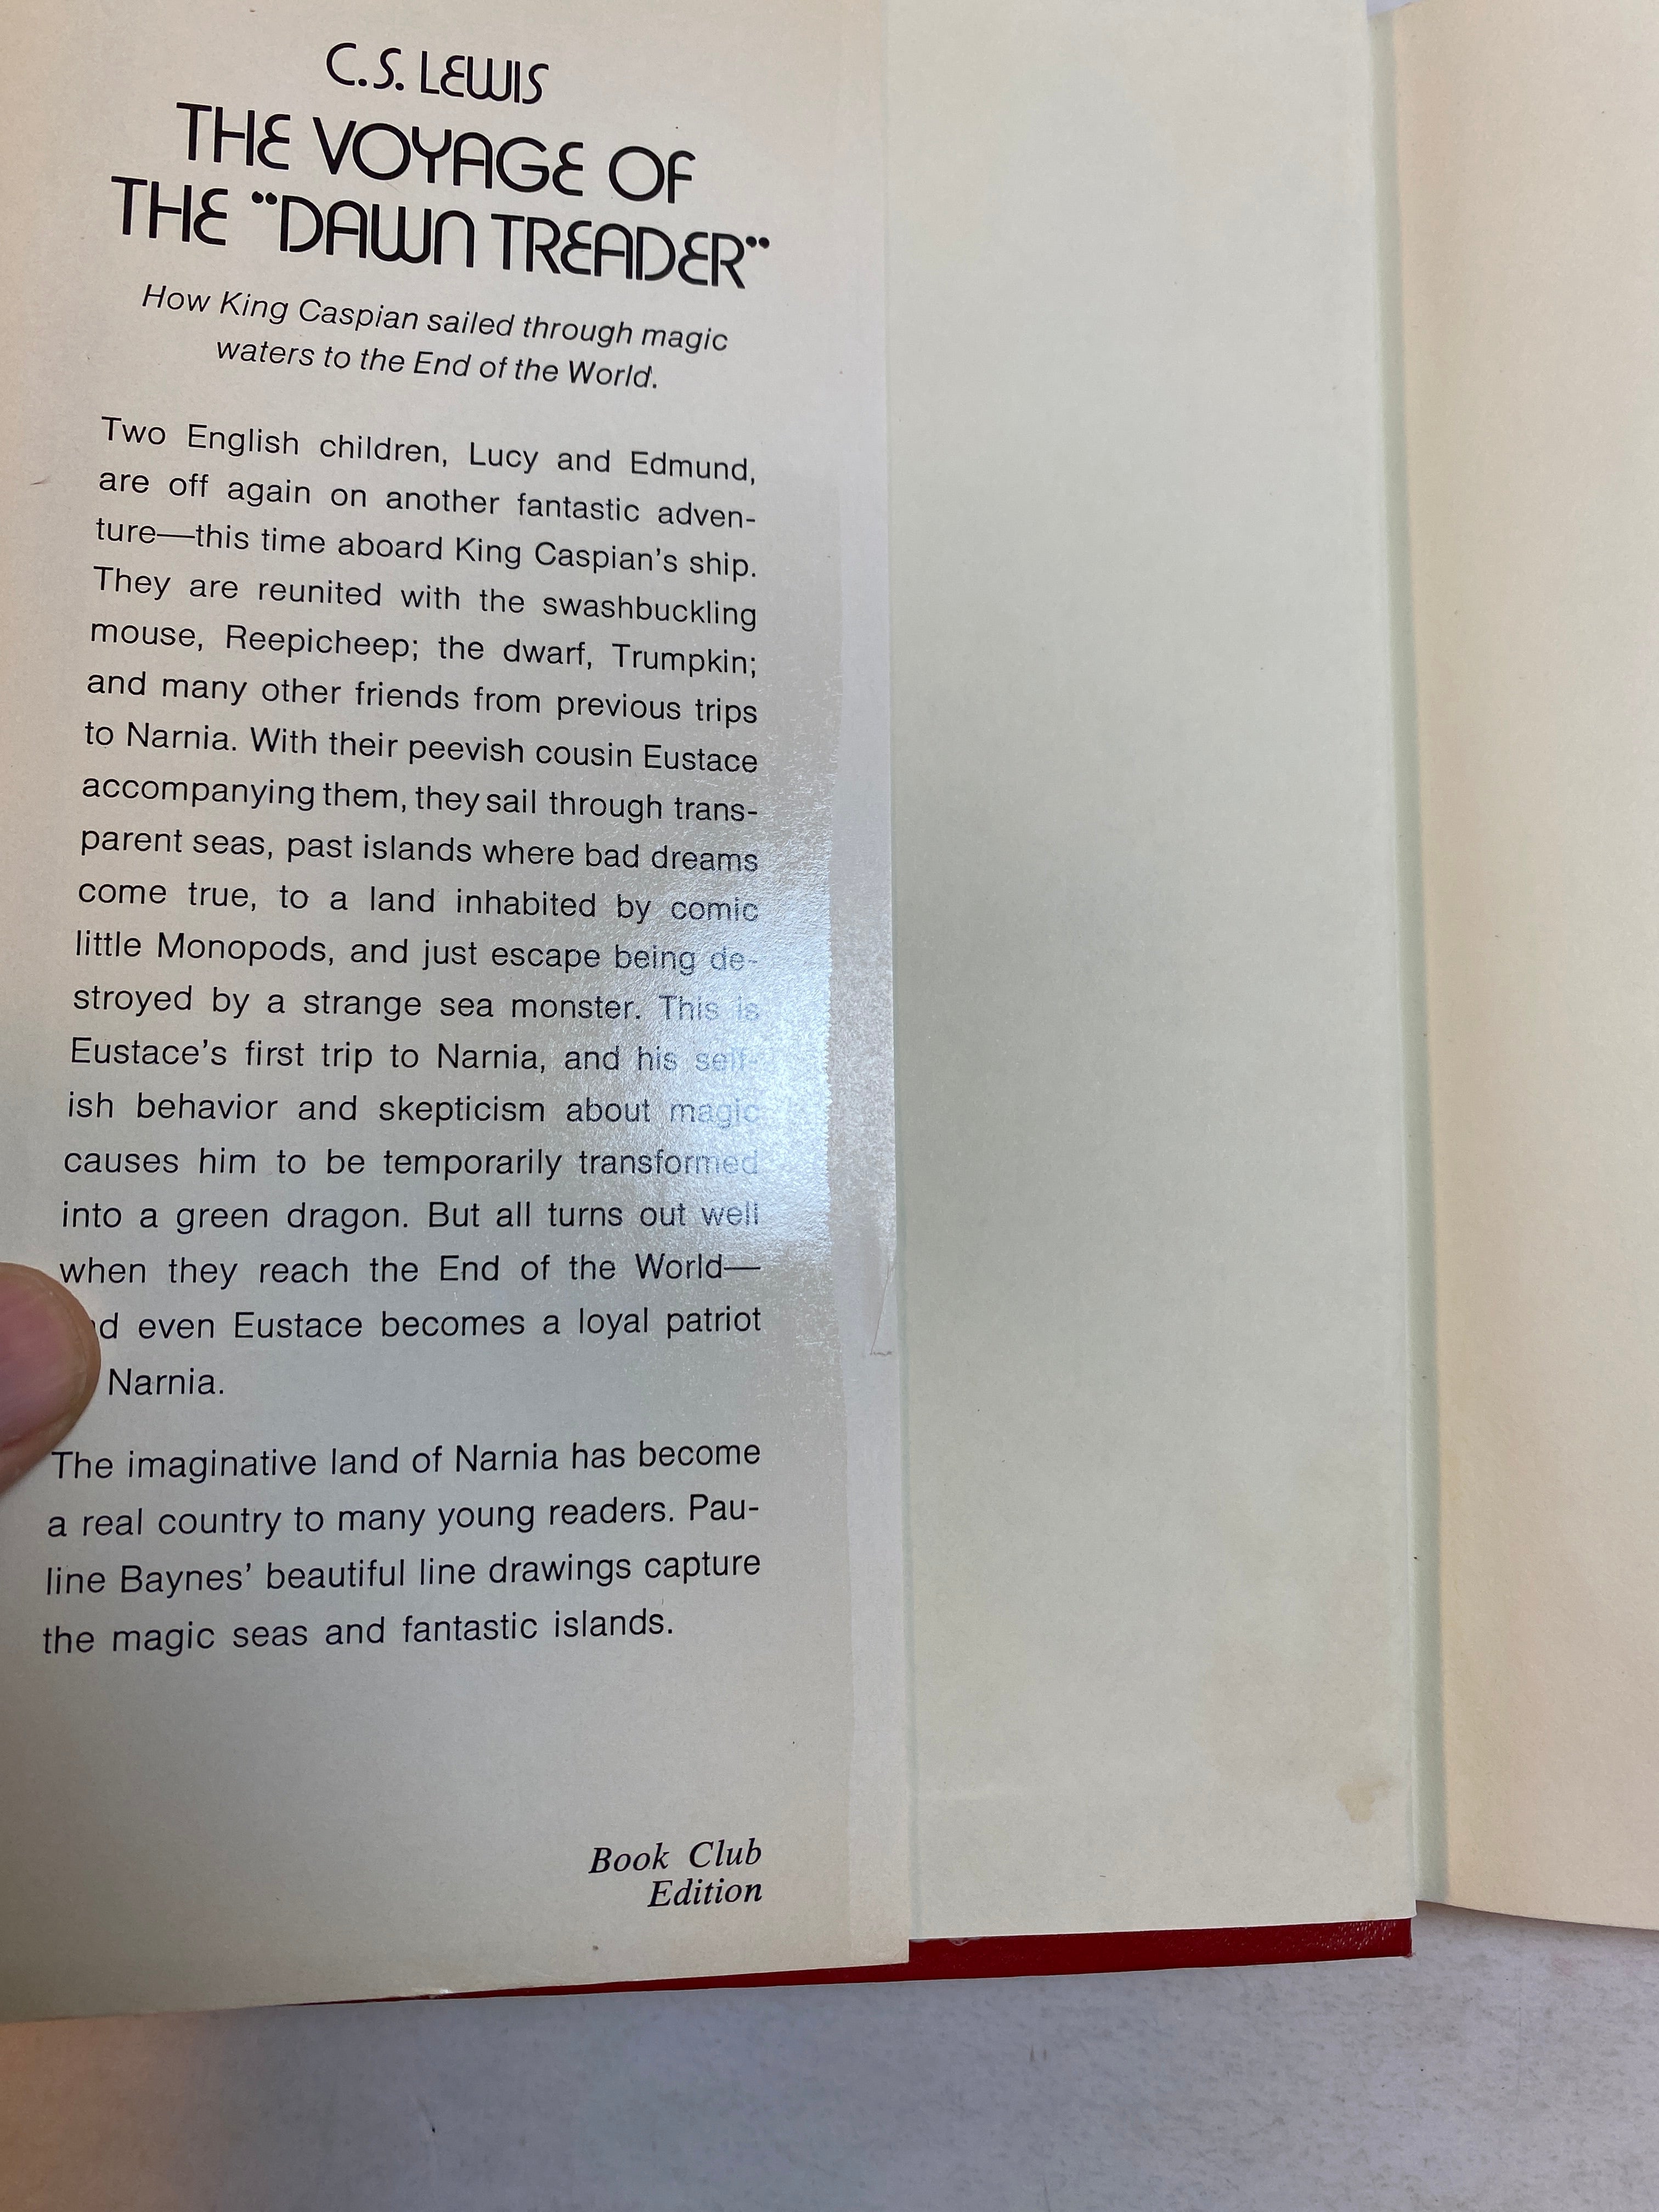 C.S. LEWIS
THE VOYAGE OF
THE "DAWN TREADER"
How King Caspian sailed through magic
waters to the End of the World.
Two English children, Lucy and Edmund,
are off again on another fantastic adven-
ture—this time aboard King Caspian's ship.
They are reunited with the swashbuckling
mouse, Reepicheep; the dwarf, Trumpkin;
and many other friends from previous trips
to Narnia. With their peevish cousin Eustace
accompanying them, they sail through trans-
parent seas, past islands where bad dreams
come true, to a land inhabited by comic
little Monopods, and just escape being de-
stroyed by a strange sea monster. This is
Eustace's first trip to Narnia, and his self-
ish behavior and skepticism about magic
causes him to be temporarily transformed
into a green dragon. But all turns out well
when they reach the End of the World—
even Eustace becomes a loyal patriot
Narnia.
The imaginative land of Narnia has become
a real country to many young readers. Pau-
line Baynes' beautiful line drawings capture
the magic seas and fantastic islands.
Book Club
Edition